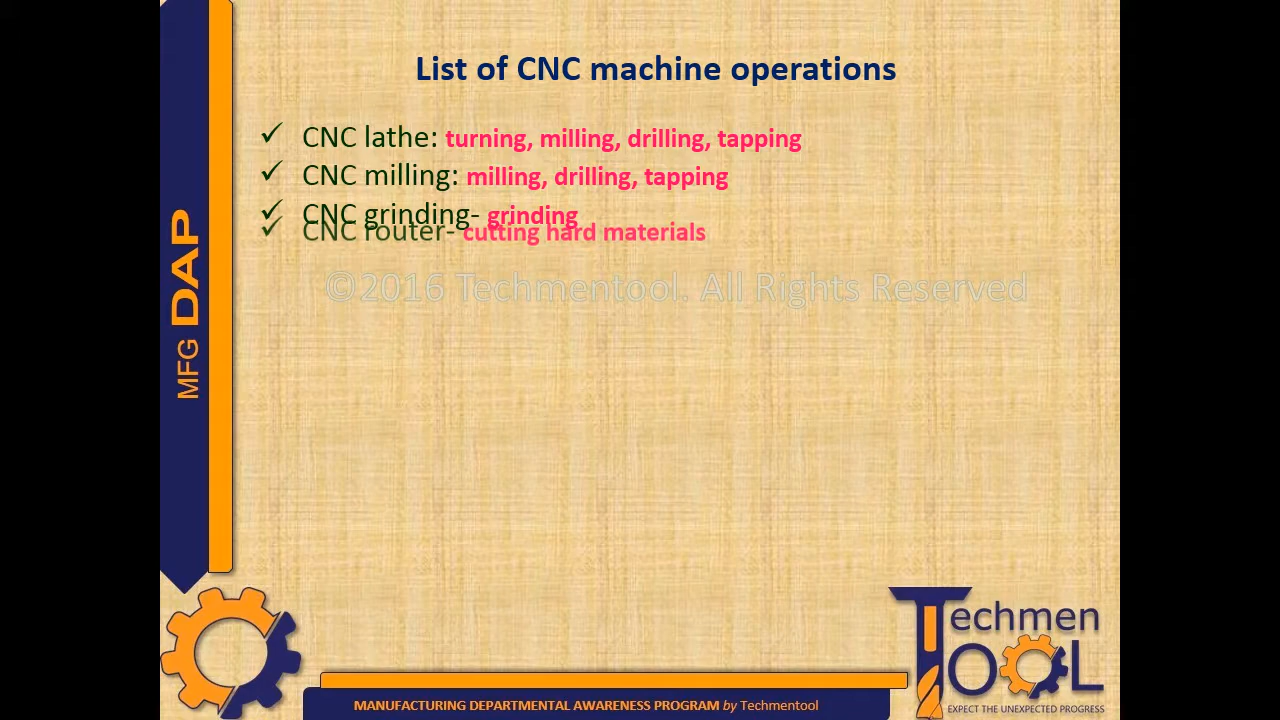 List of CNC machine operations
✓ CNC lathe: turning, milling, drilling, tapping
✓ CNC milling: milling, drilling, tapping
✓ CNC grinding- grinding
✓ CNC router- cutting hard materials
©2016 Techmentool. All Rights Reserved
MFG DAP
Techmen
TOOL
EXPECT THE UNEXPECTED PROGRESS
MANUFACTURING DEPARTMENTAL AWARENESS PROGRAM by Techmentool